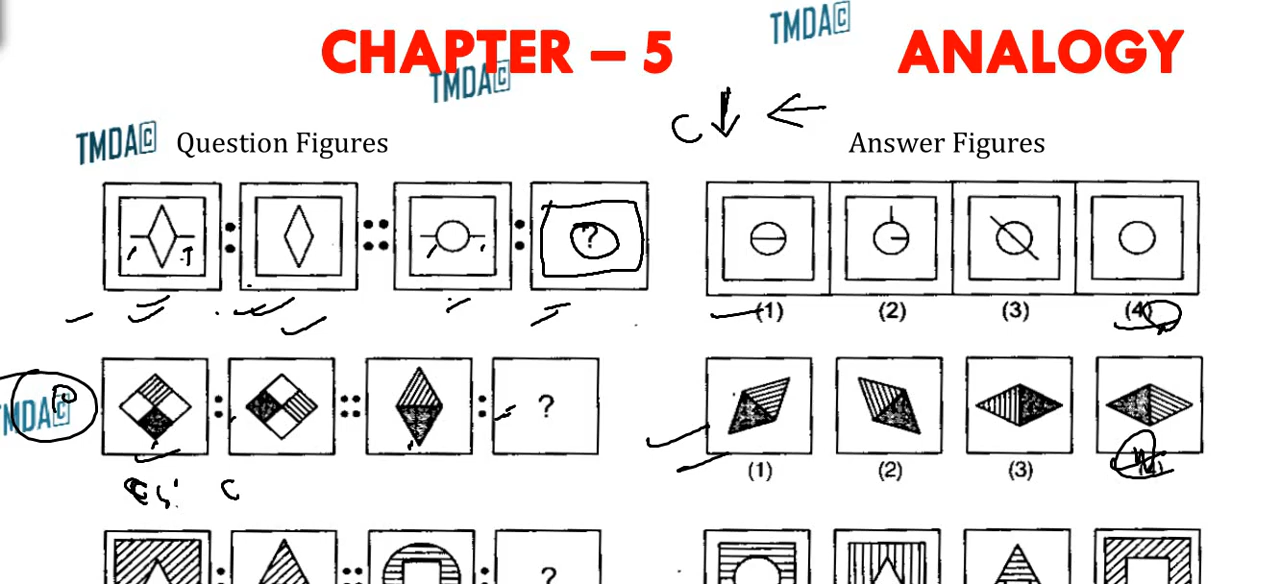 CHAPTER – 5
ANALOGY
TMDA©
TMDA©
TMDA©
Question Figures
Answer Figures
C
?
(1)
(2)
(3)
(4)
TMDA©
?
(1)
(2)
(3)
?